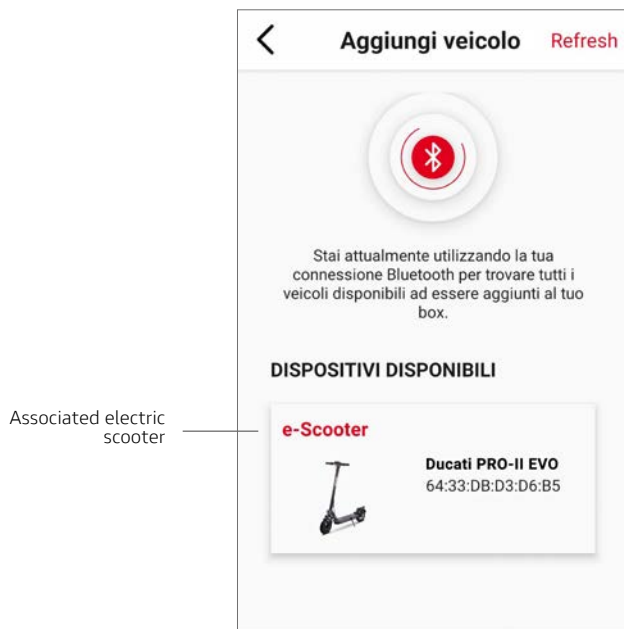 Aggiungi veicolo Refresh
Stai attualmente utilizzando la tua
connessione Bluetooth per trovare tutti i
veicoli disponibili ad essere aggiunti al tuo
box.
DISPOSITIVI DISPONIBILI
Associated electric
scooter
e-Scooter
Ducati PRO-II EVO
64:33:DB:D3:D6:B5